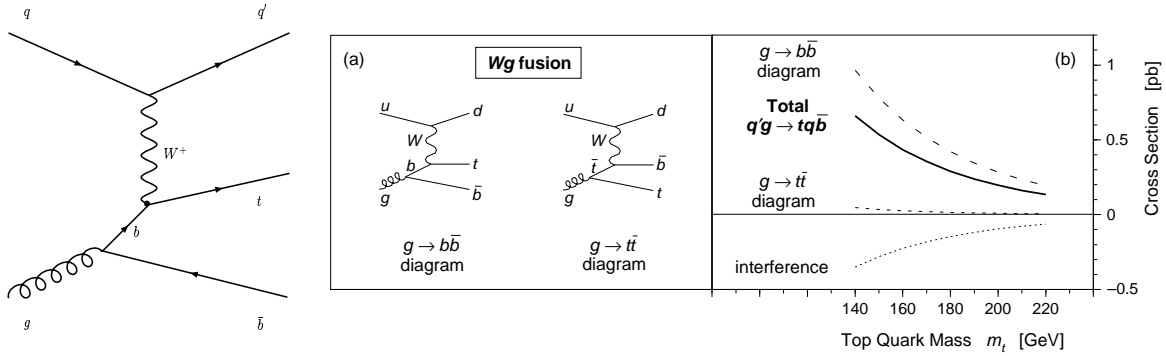 q
q′
W⁺
t
b
g
b̄
(a)
Wg fusion
u
d
W
b
t
g
b̄
u
d
W
t̄
b̄
g
t
g → bb̄
diagram
g → tt̄
diagram
(b)
g → bb̄
diagram
Total
q′g → tqb̄
g → tt̄
diagram
interference
1
0.5
0
−0.5
Cross Section [pb]
140 160 180 200 220
Top Quark Mass mₜ [GeV]